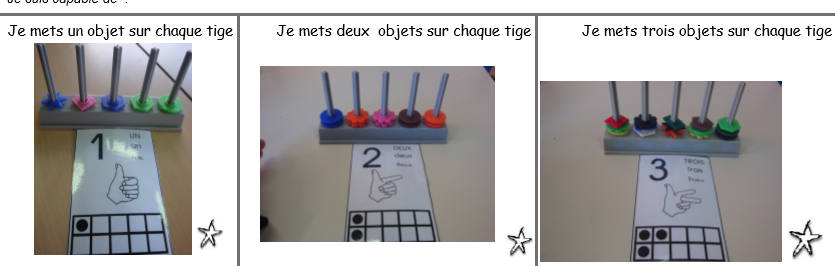 Je suis capable de :
Je mets un objet sur chaque tige
Je mets deux objets sur chaque tige
Je mets trois objets sur chaque tige
1
UN
un
2
DEUX
deux
3
TROIS
trois